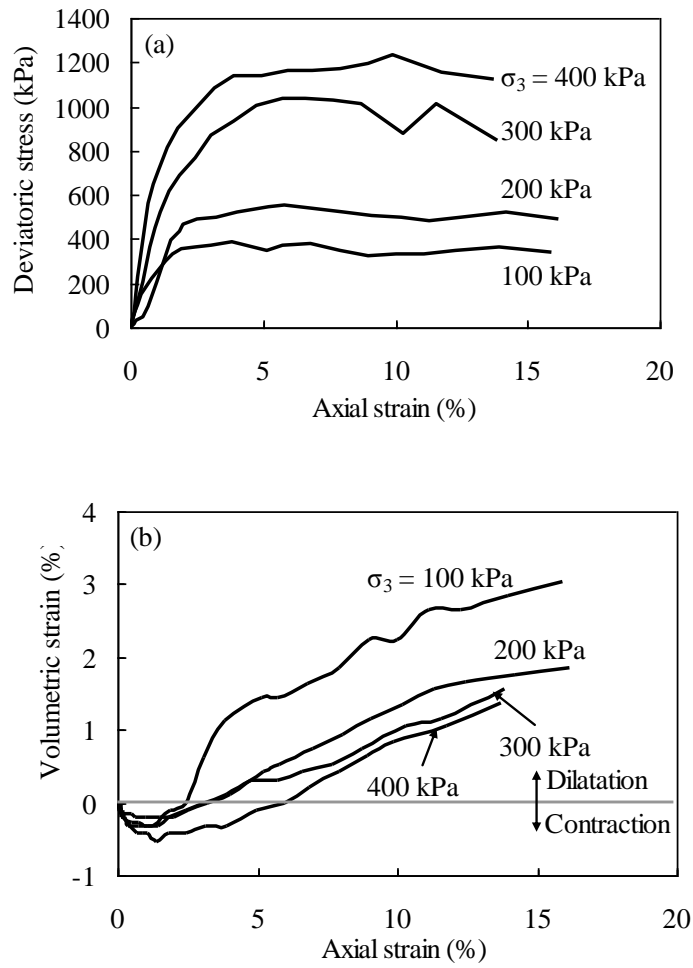 (a)
1400
1200
1000
800
600
400
200
0
Deviatoric stress (kPa)
σ3 = 400 kPa
300 kPa
200 kPa
100 kPa
0 5 10 15 20
Axial strain (%)
(b)
4
3
2
1
0
-1
Volumetric strain (%)
σ3 = 100 kPa
200 kPa
300 kPa
400 kPa
Dilatation
Contraction
0 5 10 15 20
Axial strain (%)